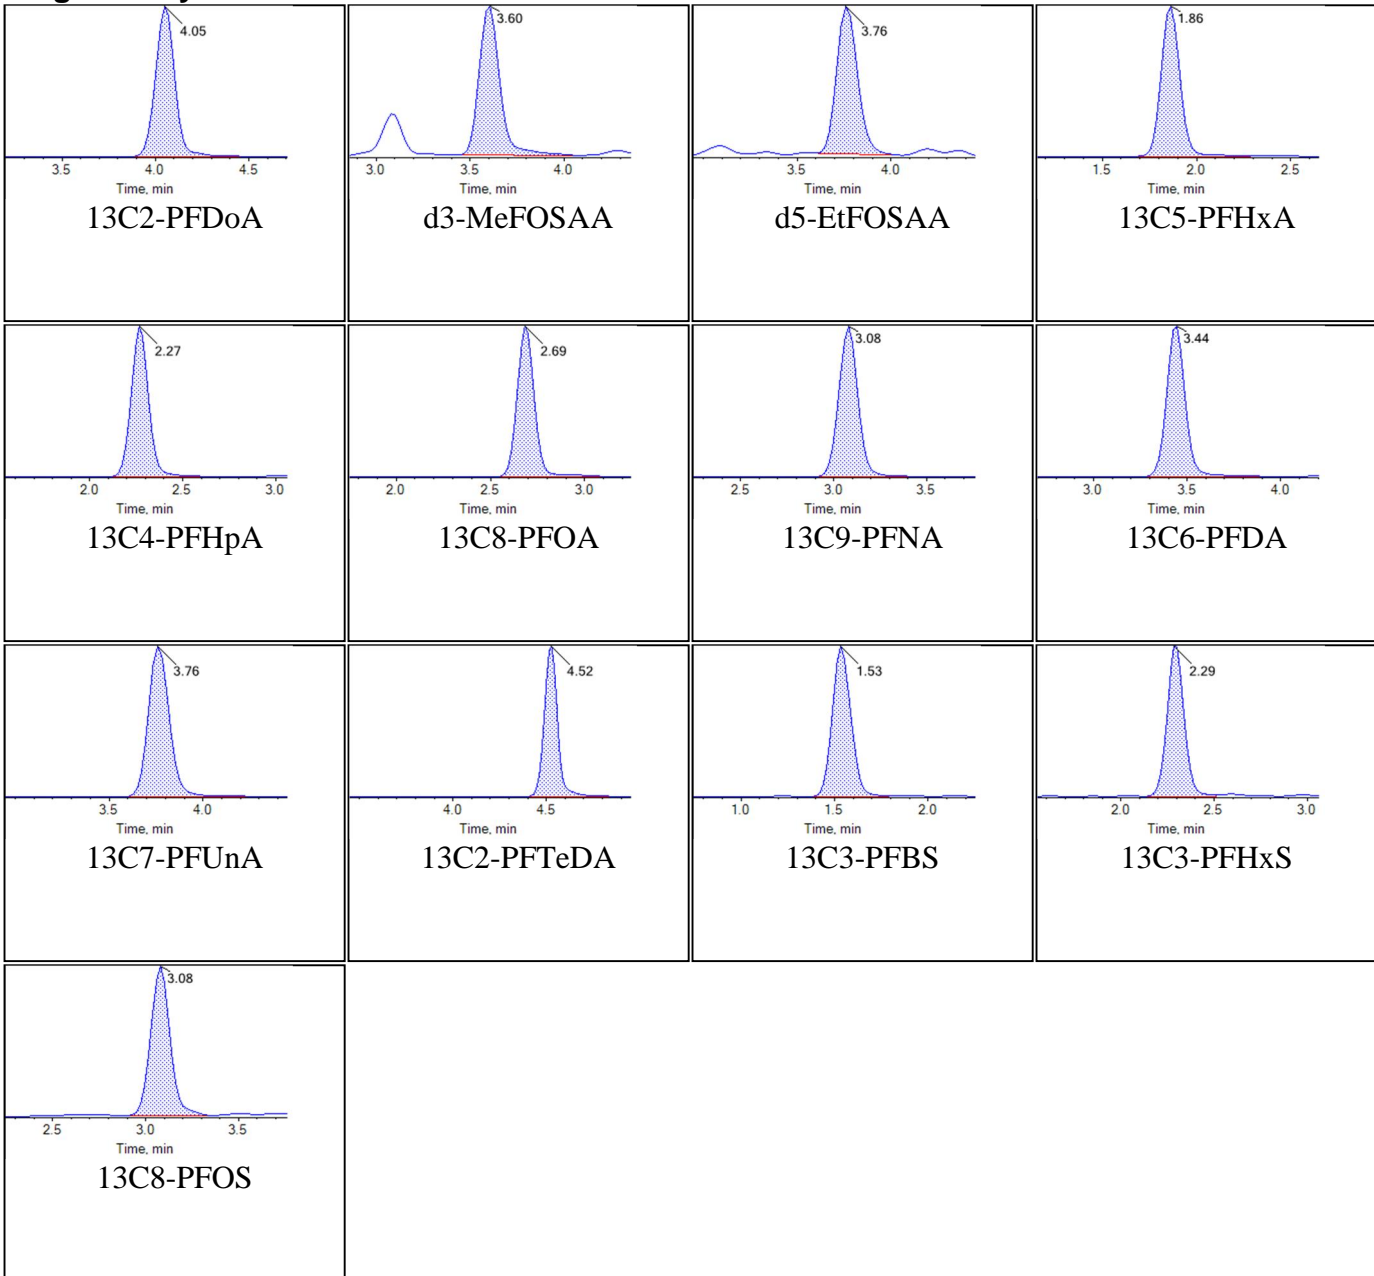 4.05
3.5 4.0 4.5
Time, min
13C2-PFDoA
3.60
3.0 3.5 4.0
Time, min
d3-MeFOSAA
3.76
3.5 4.0
Time, min
d5-EtFOSAA
1.86
1.5 2.0 2.5
Time, min
13C5-PFHxA
2.27
2.0 2.5 3.0
Time, min
13C4-PFHpA
2.69
2.0 2.5 3.0
Time, min
13C8-PFOA
3.08
2.5 3.0 3.5
Time, min
13C9-PFNA
3.44
3.0 3.5 4.0
Time, min
13C6-PFDA
3.76
3.5 4.0
Time, min
13C7-PFUnA
4.52
4.0 4.5
Time, min
13C2-PFTeDA
1.53
1.0 1.5 2.0
Time, min
13C3-PFBS
2.29
2.0 2.5 3.0
Time, min
13C3-PFHxS
3.08
2.5 3.0 3.5
Time, min
13C8-PFOS